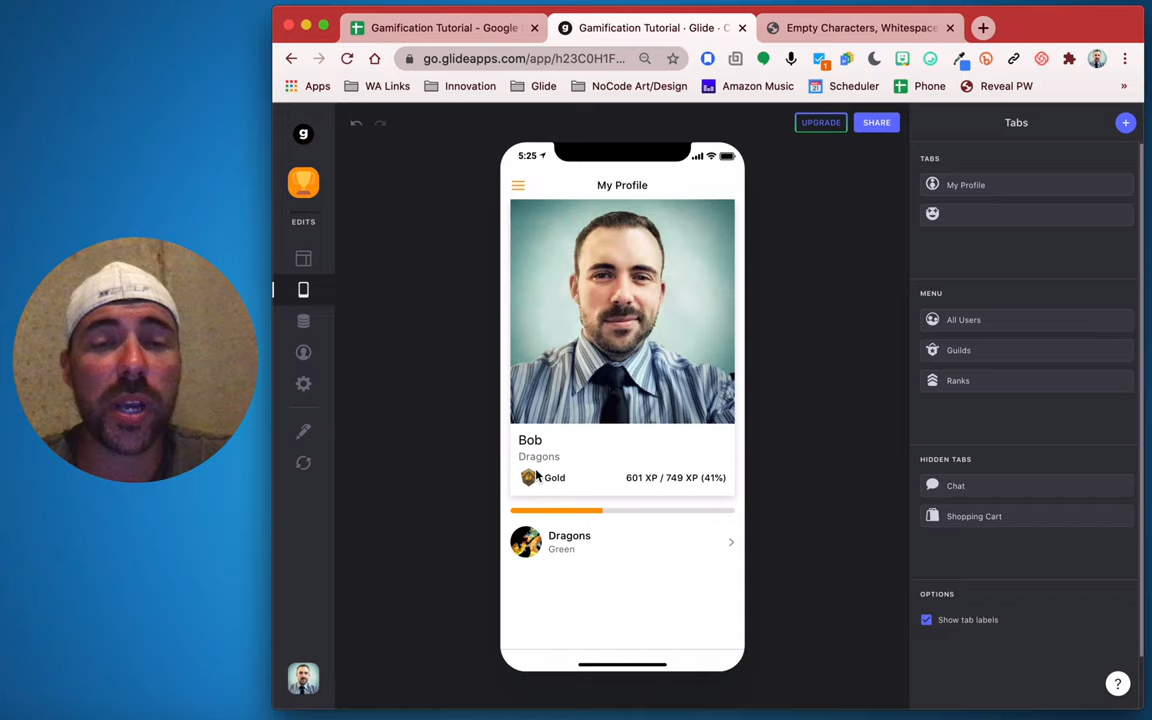 Gamification Tutorial - Google
Gamification Tutorial · Glide · C
Empty Characters, Whitespace
go.glideapps.com/app/h23C0H1F...
1
Apps
WA Links
Innovation
Glide
NoCode Art/Design
Amazon Music
Scheduler
Phone
Reveal PW
»
g
EDITS
UPGRADE
SHARE
5:25
My Profile
Bob
Dragons
Gold
601 XP / 749 XP (41%)
Dragons
Green
Tabs
TABS
My Profile
MENU
All Users
Guilds
Ranks
HIDDEN TABS
Chat
Shopping Cart
OPTIONS
Show tab labels
?